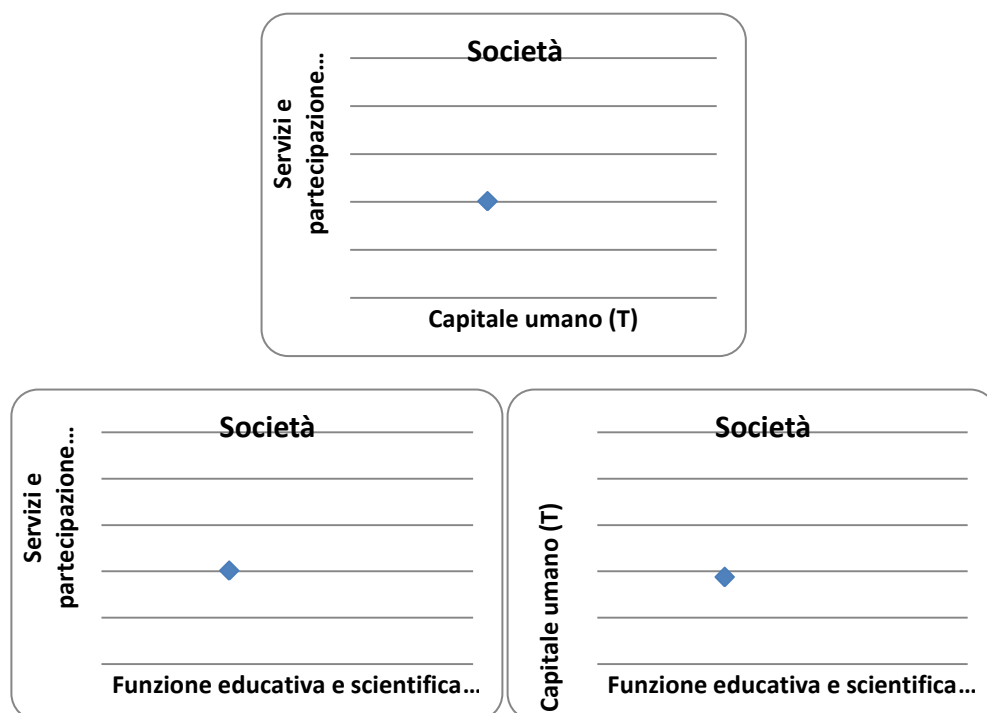 Società
Servizi e
partecipazione...
Capitale umano (T)
Società
Servizi e
partecipazione...
Funzione educativa e scientifica...
Società
Capitale umano (T)
Funzione educativa e scientifica...